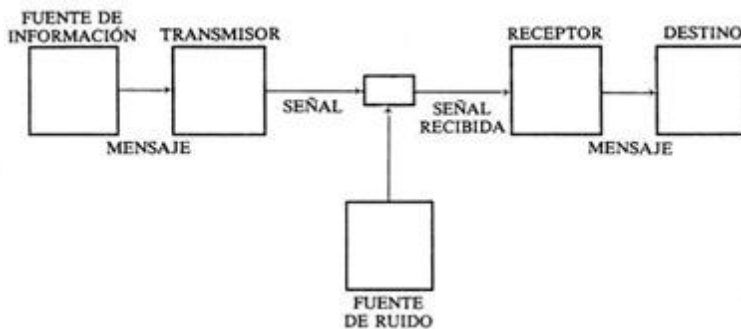 FUENTE DE
INFORMACIÓN
TRANSMISOR
RECEPTOR
DESTINO
SEÑAL
SEÑAL
RECIBIDA
MENSAJE
MENSAJE
FUENTE
DE RUIDO